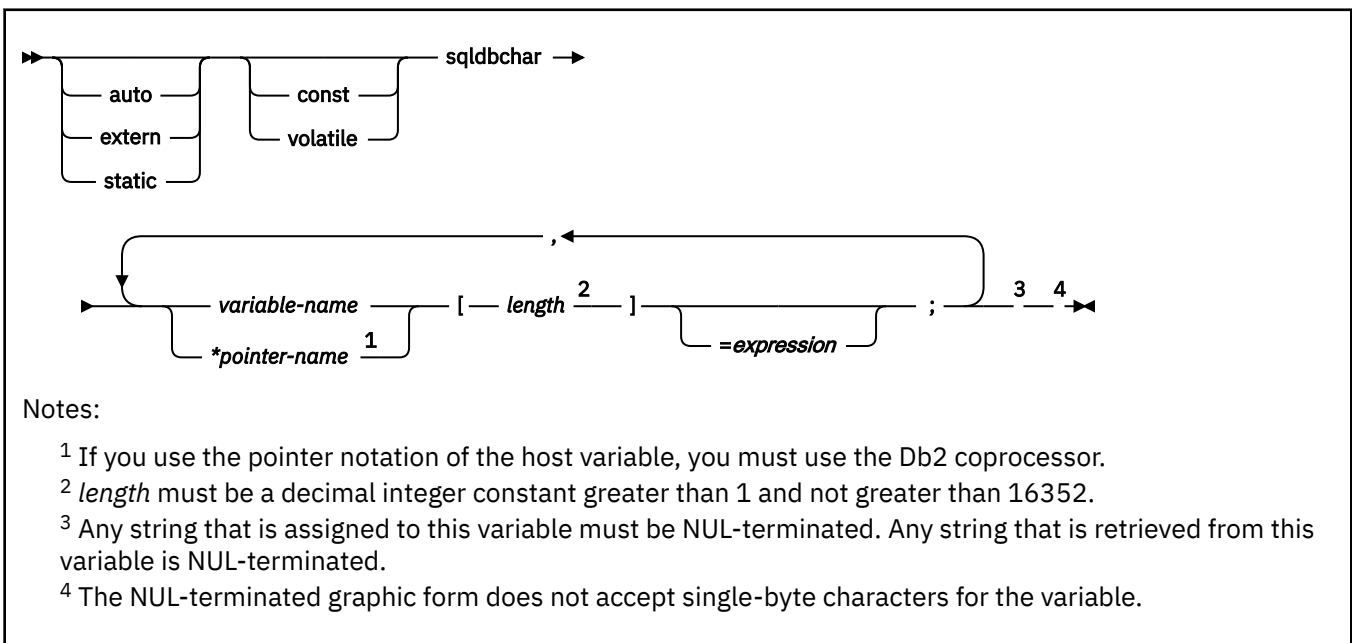 sqldbchar
auto const
extern volatile
static
,
variable-name [ length 2 ] ; 3 4
*pointer-name 1 =expression
Notes:
1 If you use the pointer notation of the host variable, you must use the Db2 coprocessor.
2 length must be a decimal integer constant greater than 1 and not greater than 16352.
3 Any string that is assigned to this variable must be NUL-terminated. Any string that is retrieved from this
variable is NUL-terminated.
4 The NUL-terminated graphic form does not accept single-byte characters for the variable.